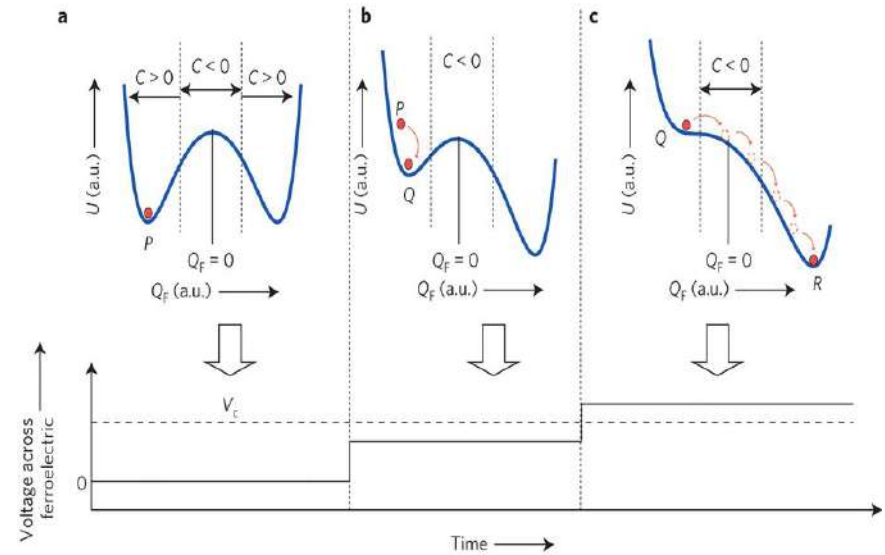 a
C > 0
C < 0
C > 0
U (a.u.)
P
Q_F = 0
Q_F (a.u.)
b
C < 0
P
Q
U (a.u.)
Q_F = 0
Q_F (a.u.)
c
C < 0
Q
U (a.u.)
Q_F = 0
R
Q_F (a.u.)
Voltage across
ferroelectric
V_c
0
Time